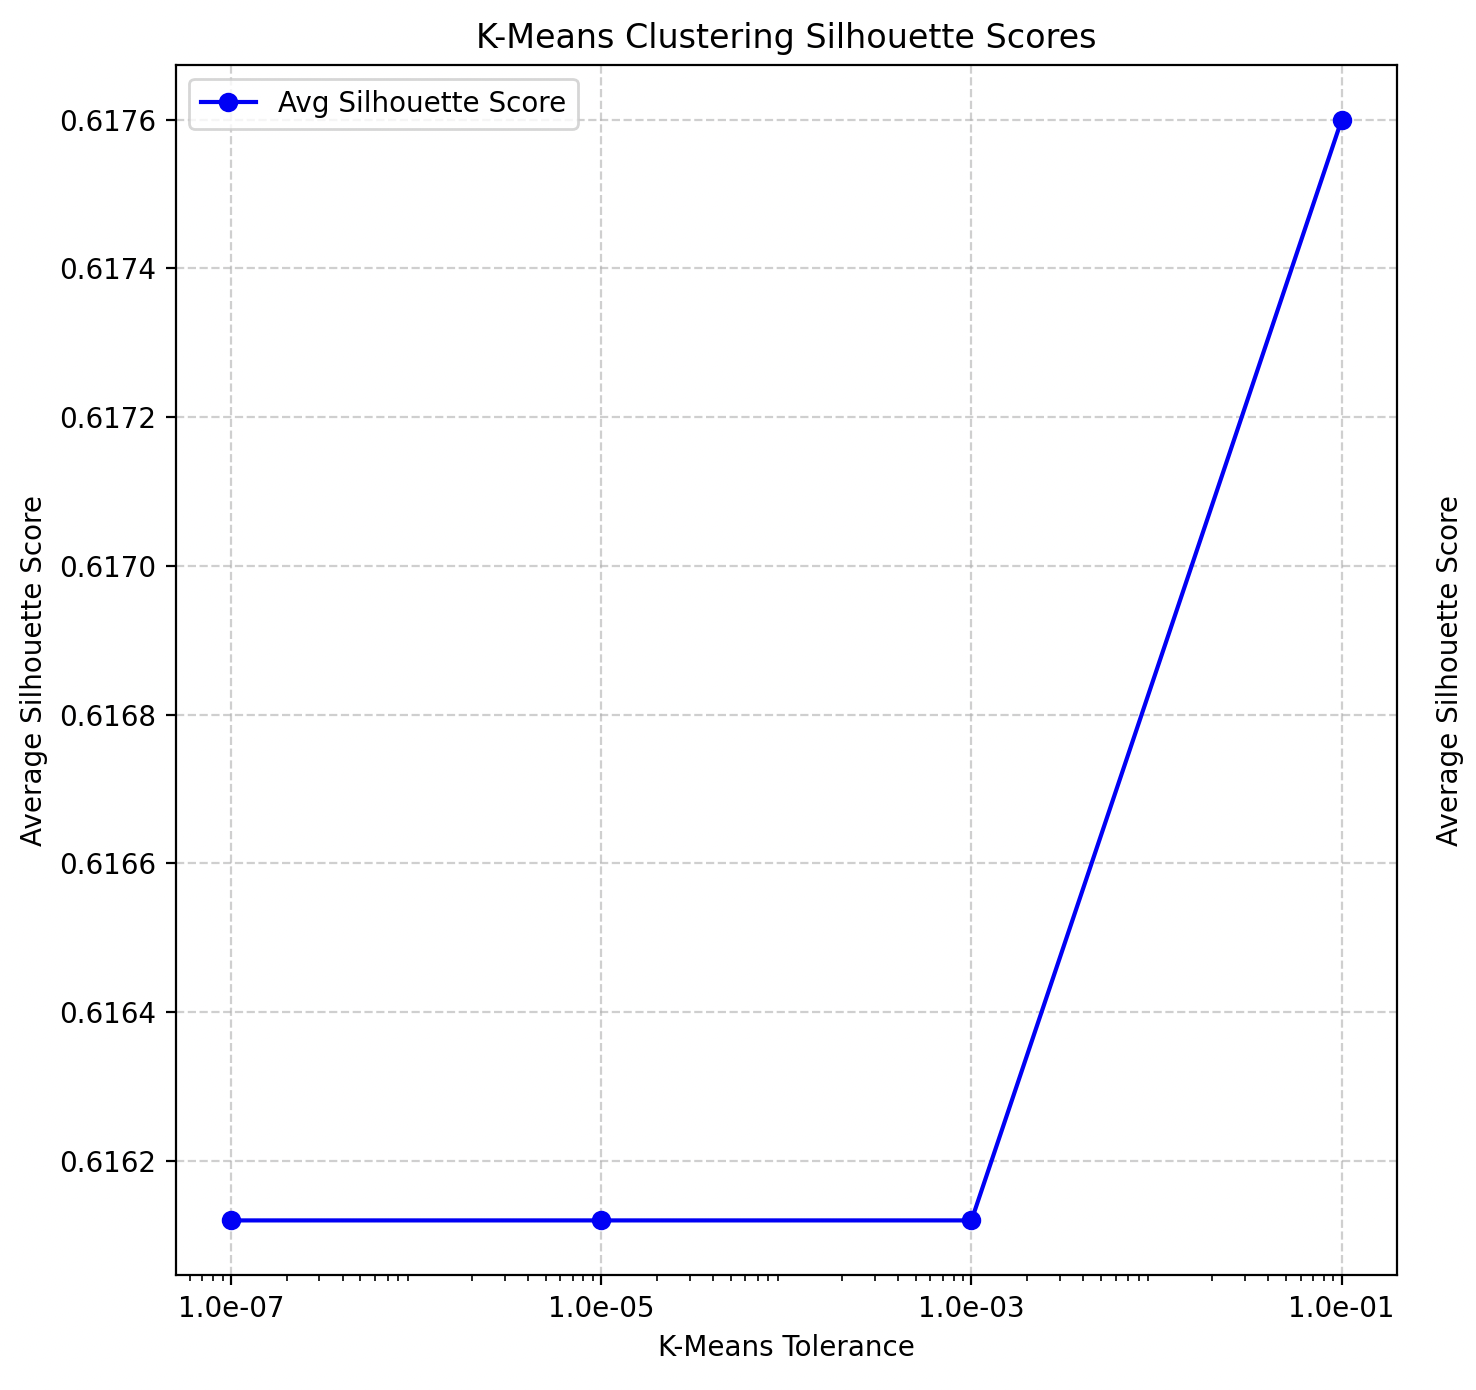 K-Means Clustering Silhouette Scores
Avg Silhouette Score
0.6176
0.6174
0.6172
0.6170
0.6168
0.6166
0.6164
0.6162
Average Silhouette Score
Average Silhouette Score
1.0e-07 1.0e-05 1.0e-03 1.0e-01
K-Means Tolerance